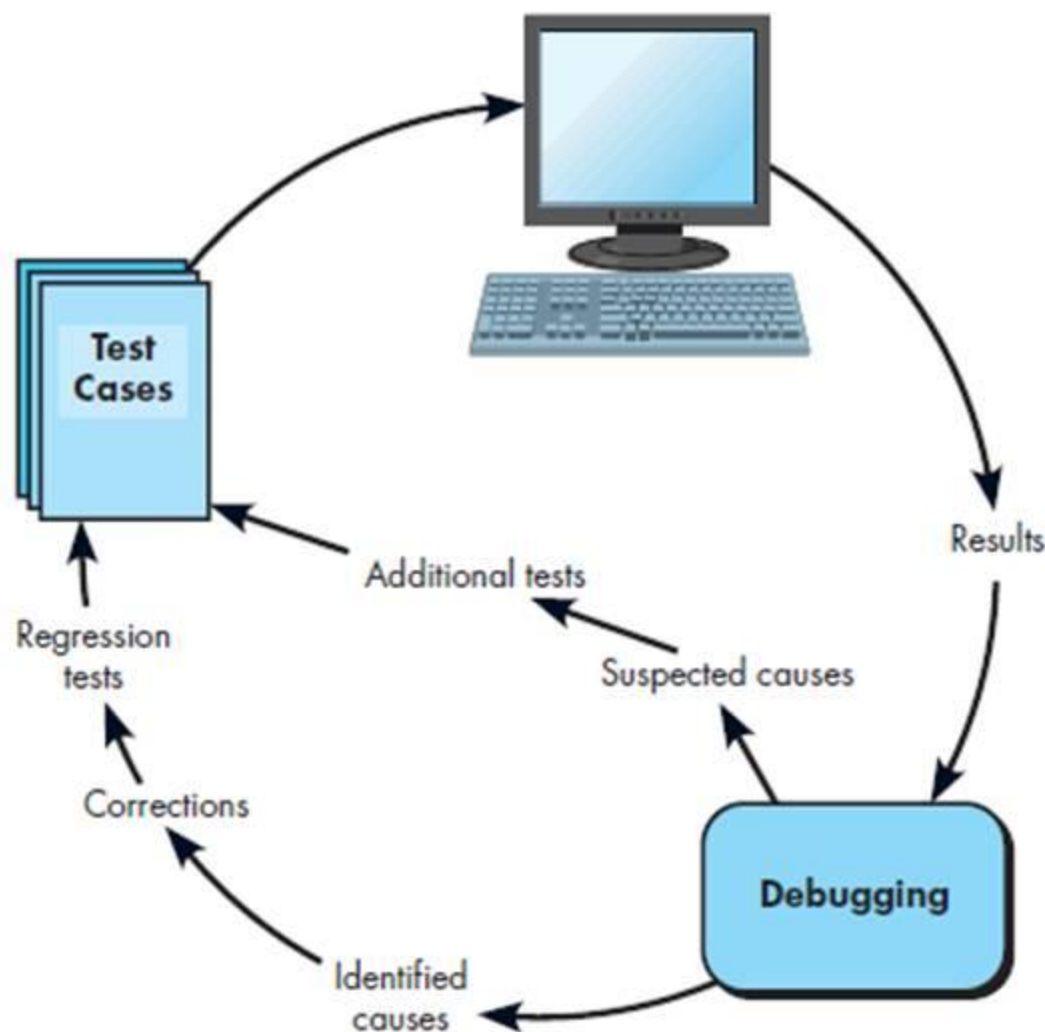 Test
Cases
Results
Additional tests
Regression
tests
Suspected causes
Corrections
Debugging
Identified
causes